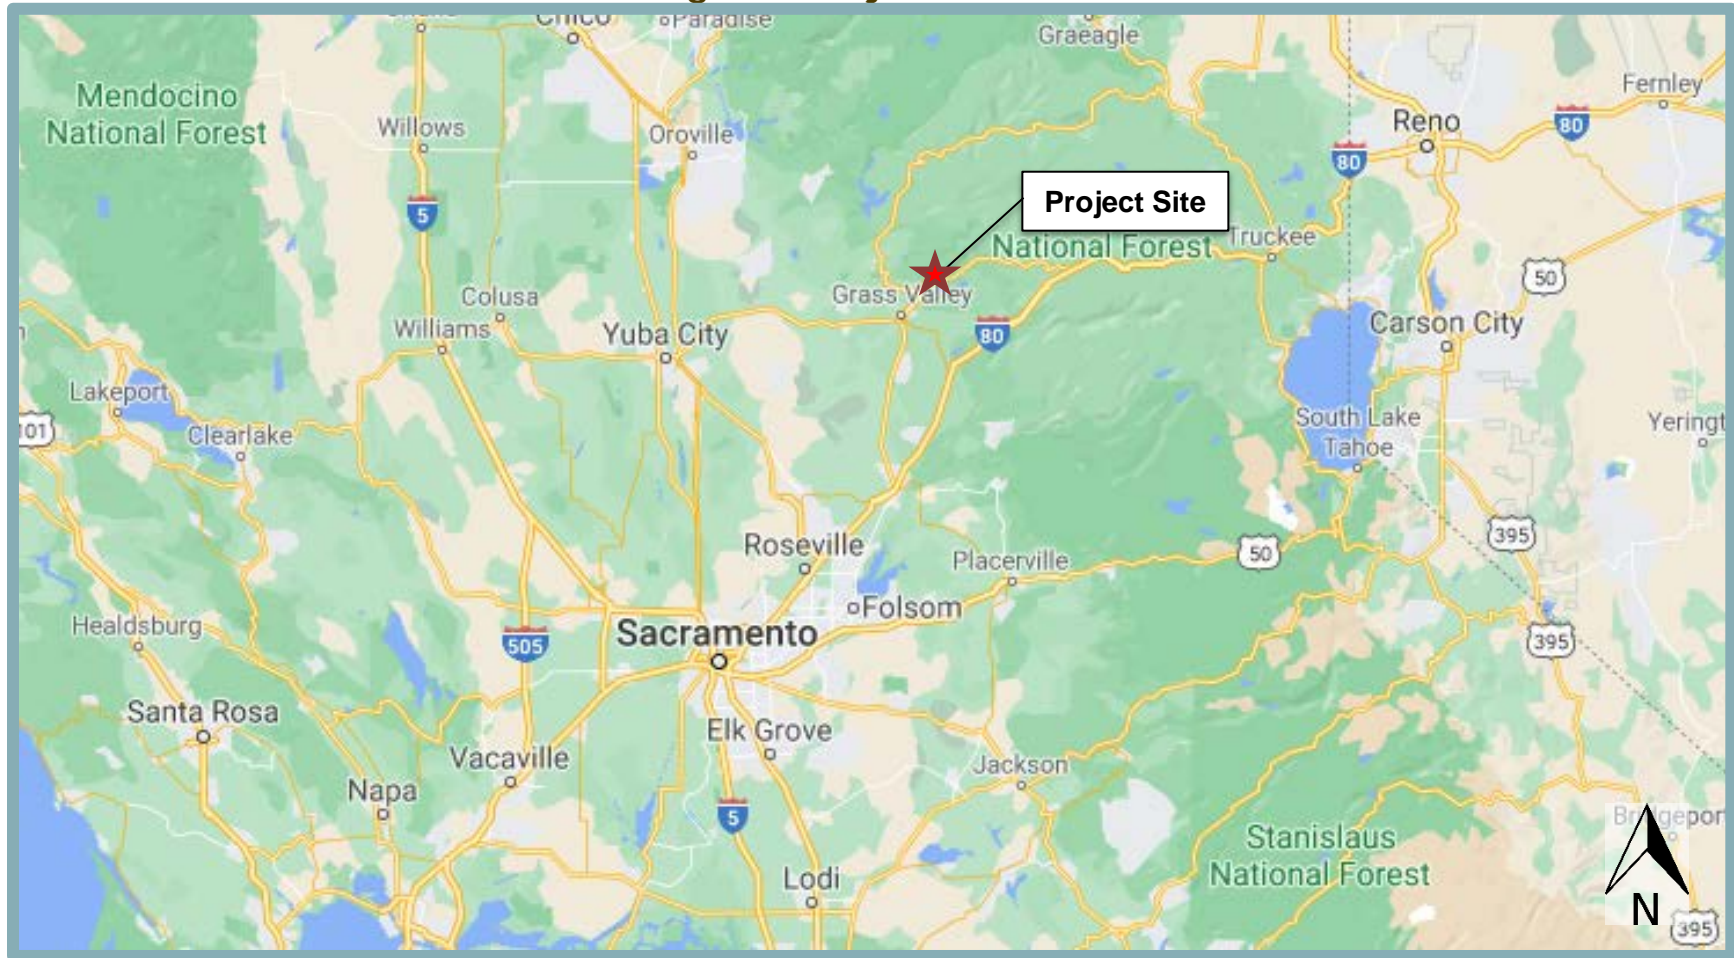 Chico
Paradise
Graeagle
Mendocino
National Forest
Fernley
Willows
Oroville
Reno
80
80
5
Project Site
National Forest
Truckee
50
Colusa
Grass Valley
Williams
Yuba City
80
Carson City
Lakeport
101
Clearlake
South Lake
Tahoe
Yeringt
Roseville
Placerville
50
395
Folsom
Healdsburg
Sacramento
505
395
Santa Rosa
Elk Grove
Vacaville
Jackson
Napa
5
Stanislaus
National Forest
Lodi
N
395